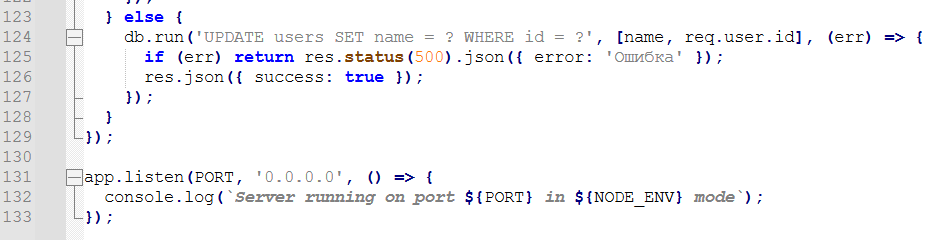 123 } else {
124 db.run('UPDATE users SET name = ? WHERE id = ?', [name, req.user.id], (err) => {
125 if (err) return res.status(500).json({ error: 'Ошибка' });
126 res.json({ success: true });
127 });
128 }
129 });
130
131 app.listen(PORT, '0.0.0.0', () => {
132 console.log(`Server running on port ${PORT} in ${NODE_ENV} mode`);
133 });